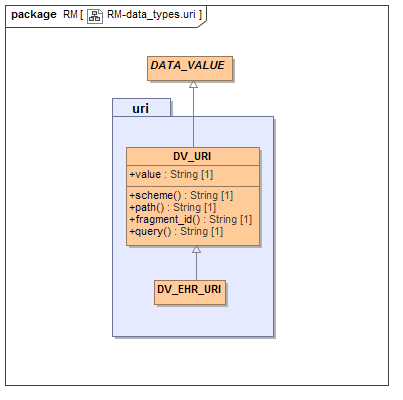 package RM [ RM-data_types.uri ]
DATA_VALUE
uri
DV_URI
+value : String [1]
+scheme() : String [1]
+path() : String [1]
+fragment_id() : String [1]
+query() : String [1]
DV_EHR_URI